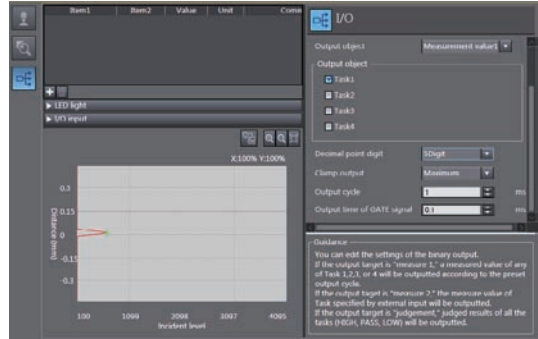 Item1 Item2 Value Unit Comm
LED light
I/O input
X:100% Y:100%
Distance (mm)
0.3
0.15
0
-0.15
-0.3
100 1099 2098 3097 4095
Incident level
I/O
Output object Measurement value1
Output object
Task1
Task2
Task3
Task4
Decimal point digit 5Digit
Clamp output Maximum
Output cycle 1 ms
Output time of GATE signal 0.1 ms
Guidance
You can edit the settings of the binary output.
If the output target is "measure 1," a measured value of any
of Task 1,2,3, or 4 will be outputted according to the preset
output cycle.
If the output taget is "measure 2," the measure value of
Task specified by external input will be outputted.
If the output target is "judgement," judged results of all the
tasks (HIGH, PASS, LOW) will be outputted.